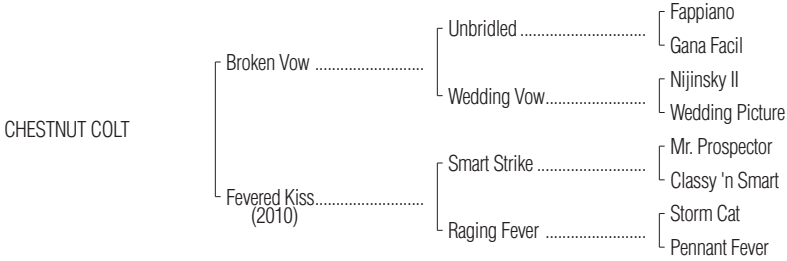 Fappiano
Unbridled ..............................
Gana Facil
Broken Vow ..........................
Nijinsky II
Wedding Vow........................
Wedding Picture
CHESTNUT COLT
Mr. Prospector
Smart Strike ..........................
Classy 'n Smart
Fevered Kiss..........................
(2010)
Storm Cat
Raging Fever ........................
Pennant Fever